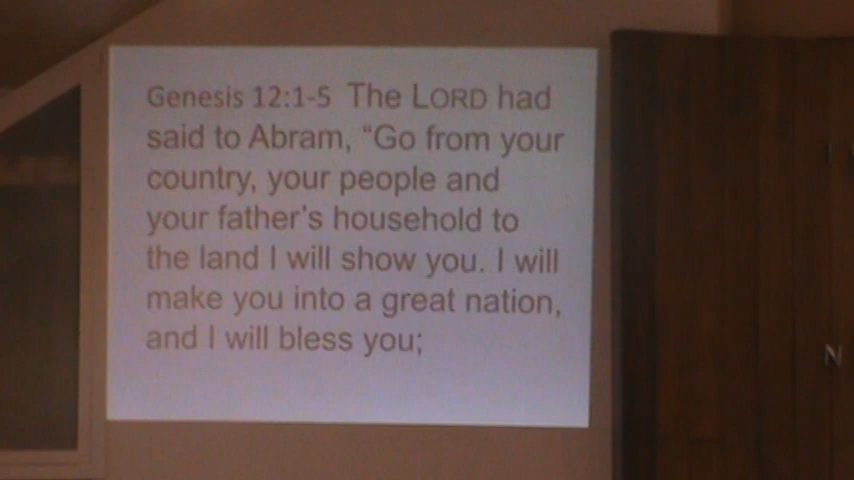 Genesis 12:1-5 The LORD had
said to Abram, “Go from your
country, your people and
your father’s household to
the land I will show you. I will
make you into a great nation,
and I will bless you;
N